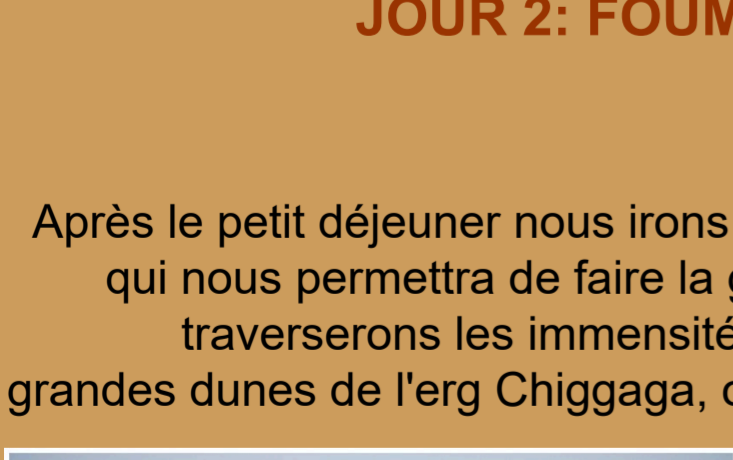 JOUR 2: FOUM
Après le petit déjeuner nous irons
qui nous permettra de faire la
traverserons les immensité
grandes dunes de l'erg Chiggaga,